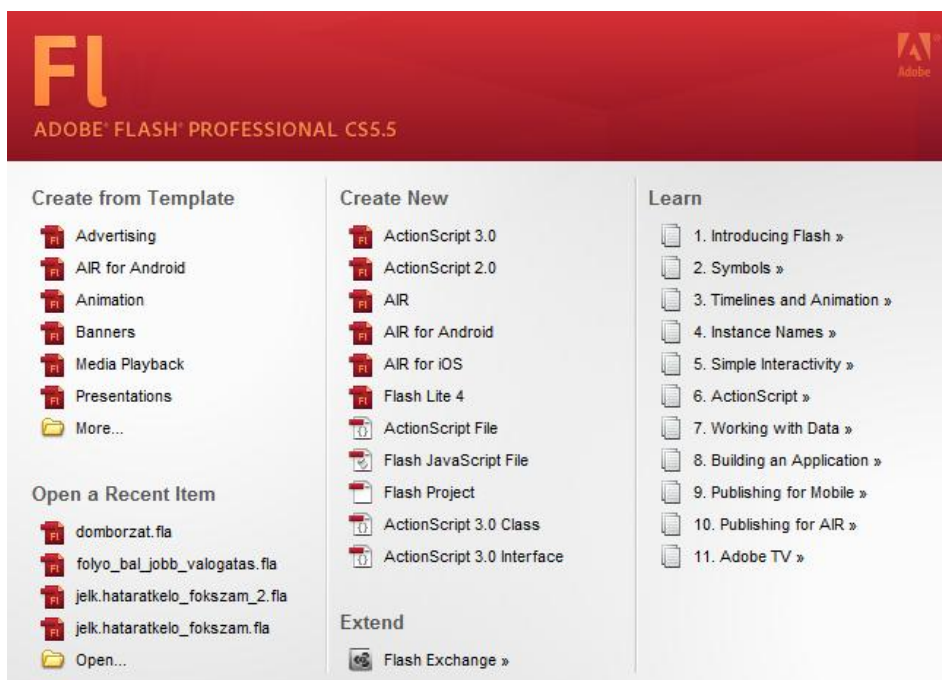 Fl
Adobe
ADOBE® FLASH® PROFESSIONAL CS5.5
Create from Template
Advertising
AIR for Android
Animation
Banners
Media Playback
Presentations
More...
Open a Recent Item
domborzat.fla
folyo_bal_jobb_valogatas.fla
jelk.hataratkelo_fokszam_2.fla
jelk.hataratkelo_fokszam.fla
Open...
Create New
ActionScript 3.0
ActionScript 2.0
AIR
AIR for Android
AIR for iOS
Flash Lite 4
ActionScript File
Flash JavaScript File
Flash Project
ActionScript 3.0 Class
ActionScript 3.0 Interface
Extend
Flash Exchange »
Learn
1. Introducing Flash »
2. Symbols »
3. Timelines and Animation »
4. Instance Names »
5. Simple Interactivity »
6. ActionScript »
7. Working with Data »
8. Building an Application »
9. Publishing for Mobile »
10. Publishing for AIR »
11. Adobe TV »